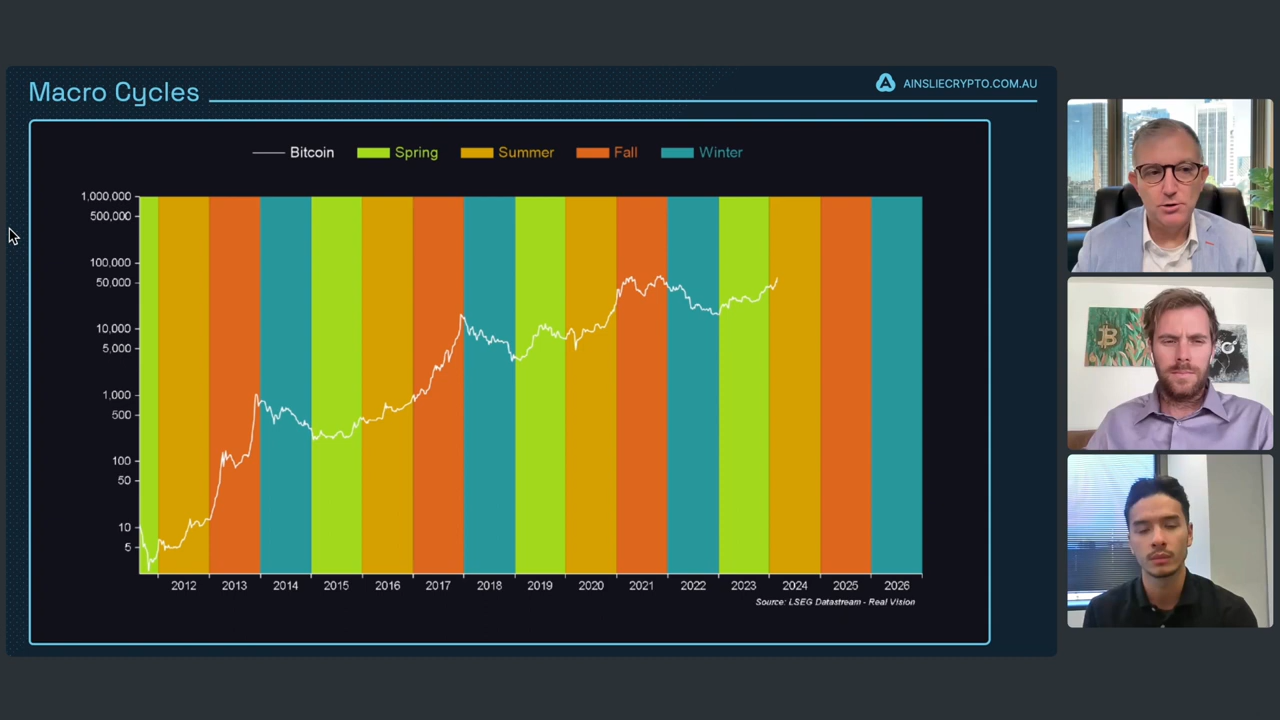 Macro Cycles
AINSLIECRYPTO.COM.AU
Bitcoin Spring Summer Fall Winter
1,000,000
500,000
100,000
50,000
10,000
5,000
1,000
500
100
50
10
5
2012 2013 2014 2015 2016 2017 2018 2019 2020 2021 2022 2023 2024 2025 2026
Source: LSEG Datastream - Real Vision